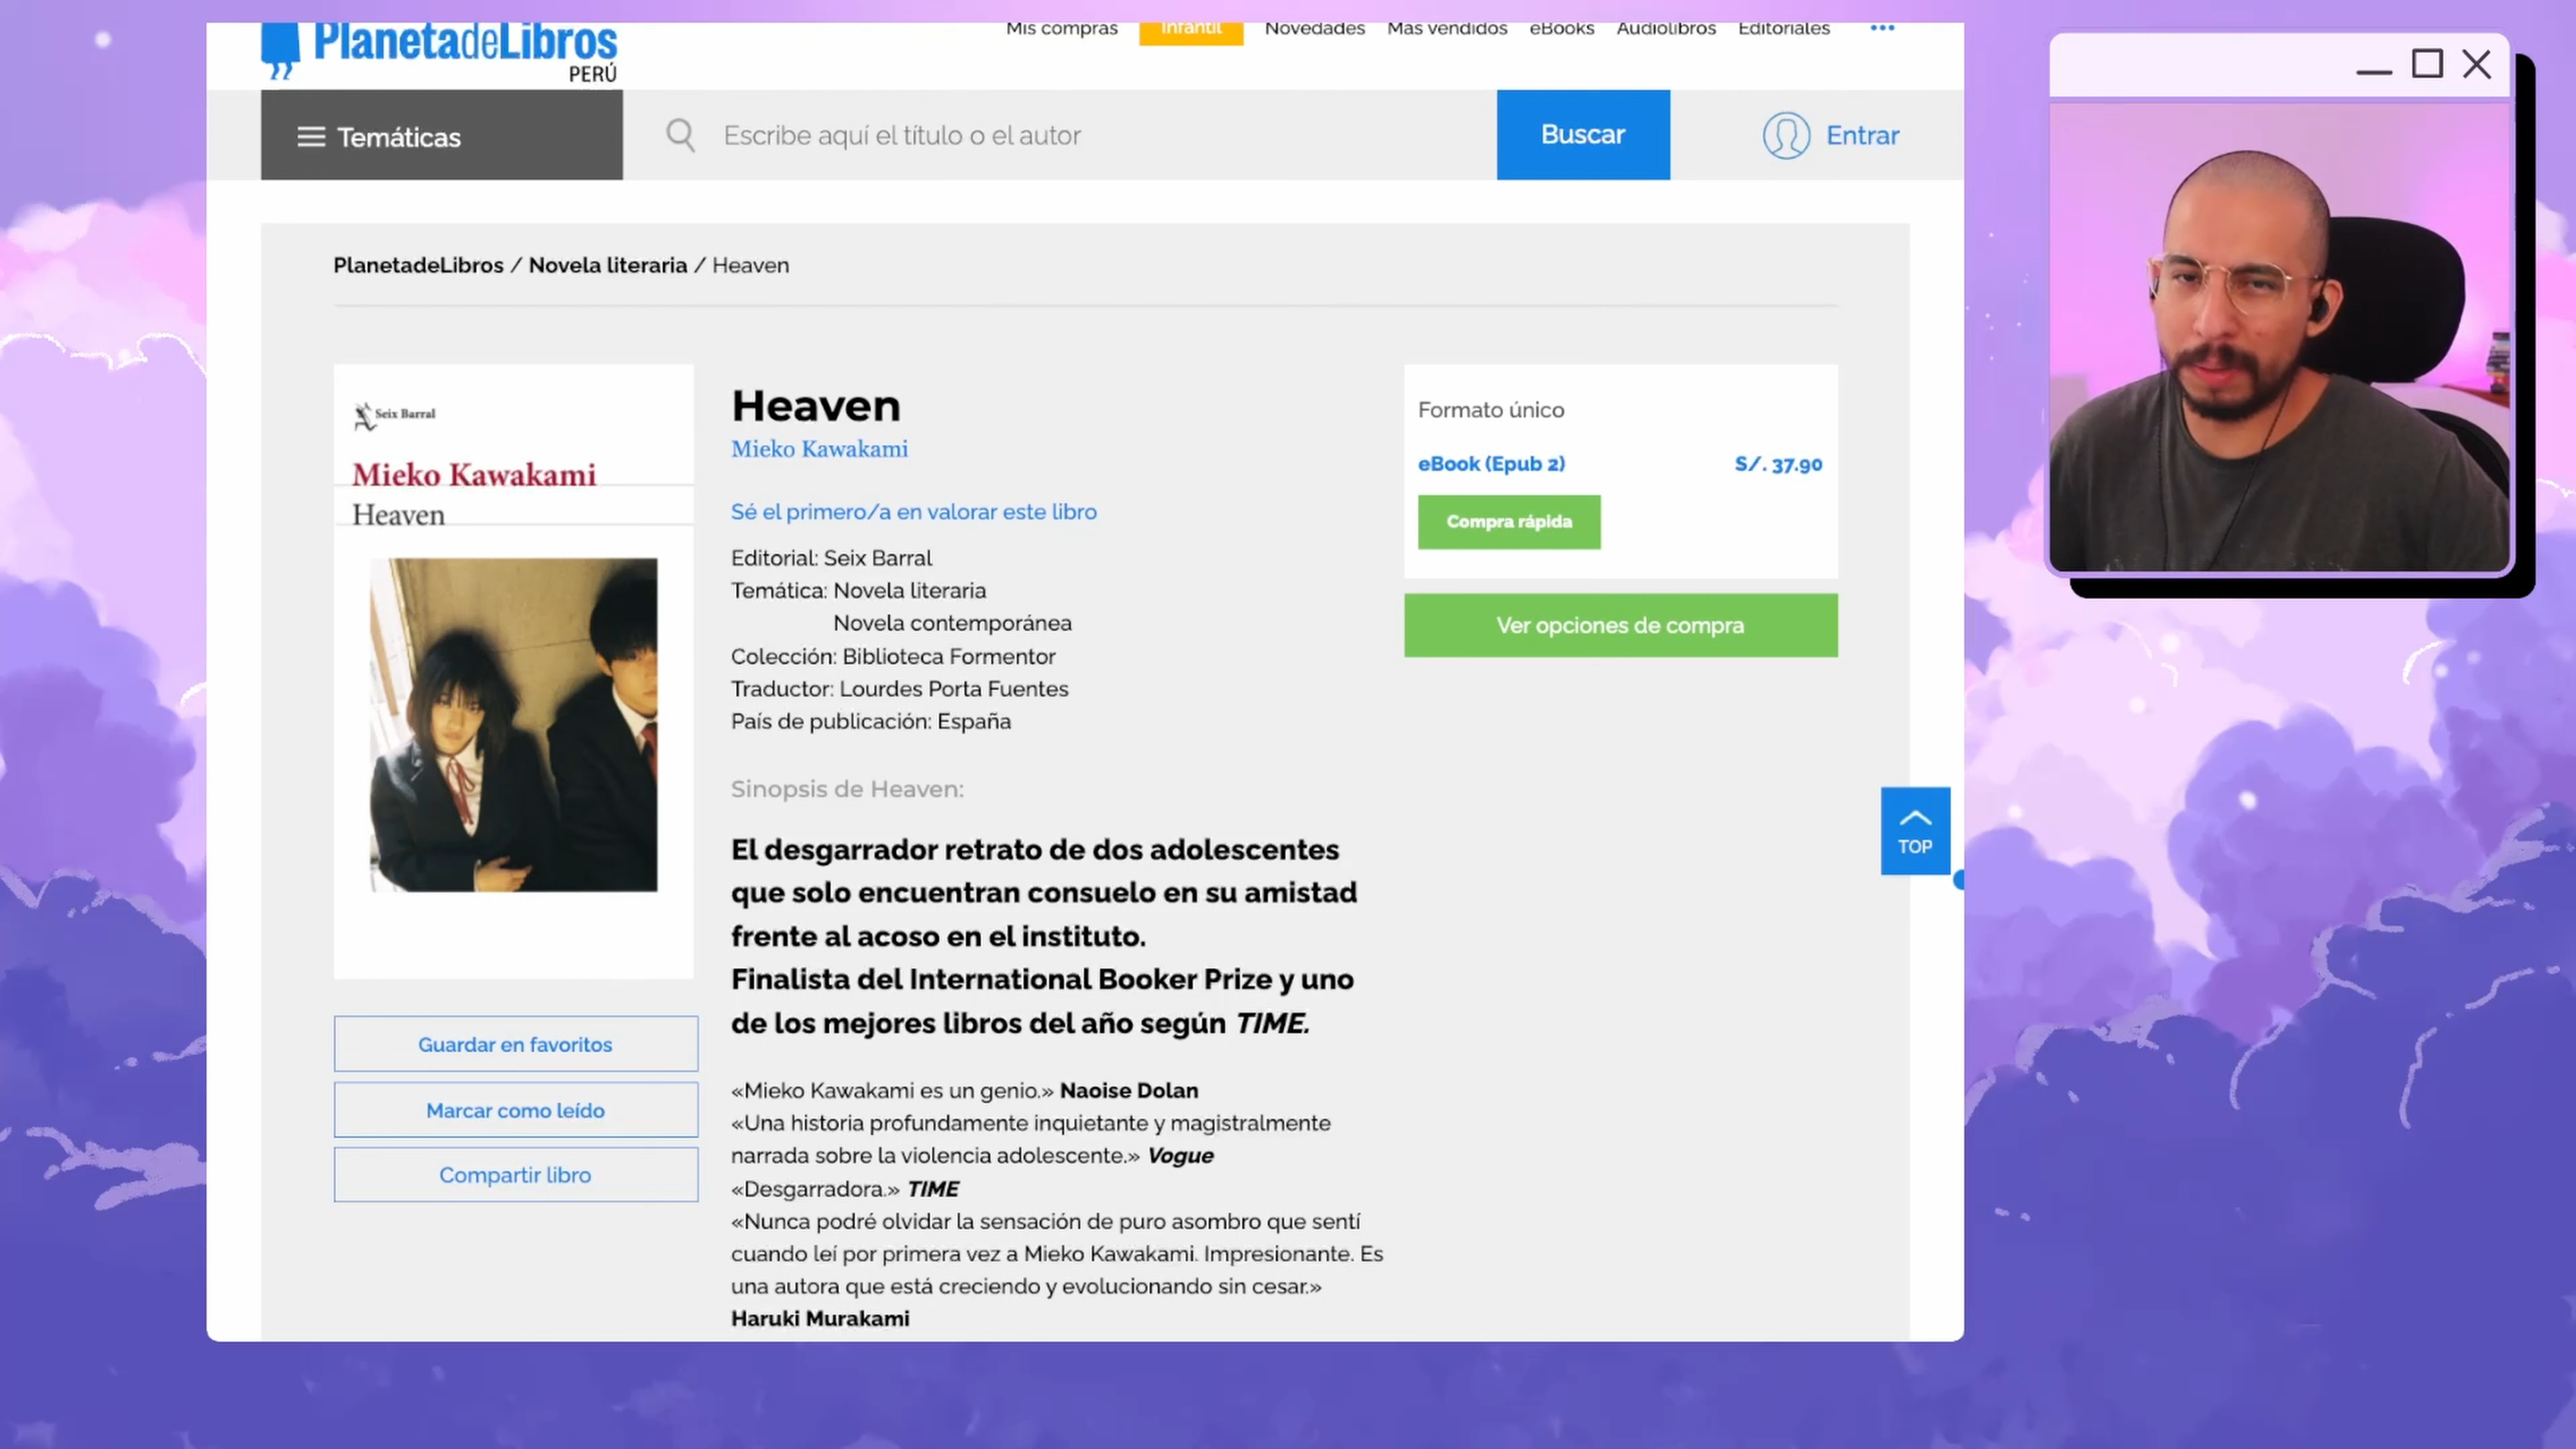 PlanetadeLibros
PERÚ
Mis compras Infantil Novedades Más vendidos eBooks Audiolibros Editoriales
Temáticas
Escribe aquí el título o el autor
Buscar
Entrar
PlanetadeLibros / Novela literaria / Heaven
Seix Barral
Mieko Kawakami
Heaven
Guardar en favoritos
Marcar como leído
Compartir libro
Heaven
Mieko Kawakami
Sé el primero/a en valorar este libro
Editorial: Seix Barral
Temática: Novela literaria
Novela contemporánea
Colección: Biblioteca Formentor
Traductor: Lourdes Porta Fuentes
País de publicación: España
Sinopsis de Heaven:
El desgarrador retrato de dos adolescentes
que solo encuentran consuelo en su amistad
frente al acoso en el instituto.
Finalista del International Booker Prize y uno
de los mejores libros del año según TIME.
«Mieko Kawakami es un genio.» Naoise Dolan
«Una historia profundamente inquietante y magistralmente
narrada sobre la violencia adolescente.» Vogue
«Desgarradora.» TIME
«Nunca podré olvidar la sensación de puro asombro que sentí
cuando leí por primera vez a Mieko Kawakami. Impresionante. Es
una autora que está creciendo y evolucionando sin cesar.»
Haruki Murakami
Formato único
eBook (Epub 2) S/. 37.90
Compra rápida
Ver opciones de compra
TOP